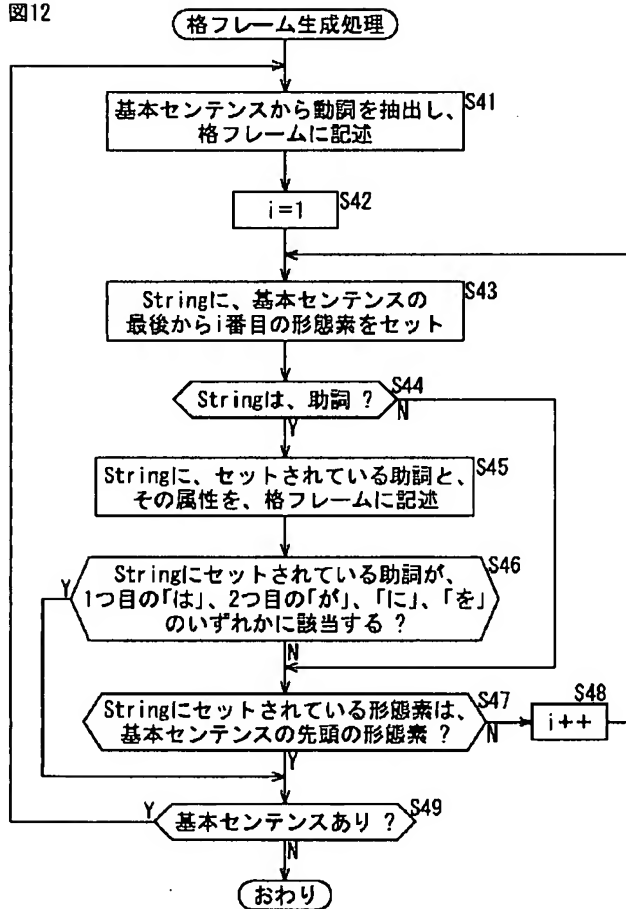 図12
格フレーム生成処理
基本センテンスから動詞を抽出し、
格フレームに記述
S41
i=1
S42
Stringに、基本センテンスの
最後からi番目の形態素をセット
S43
Stringは、助詞？
S44
N
Y
Stringに、セットされている助詞と、
その属性を、格フレームに記述
S45
Stringにセットされている助詞が、
1つ目の「は」、2つ目の「が」、「に」、「を」
のいずれかに該当する？
S46
Y
N
Stringにセットされている形態素は、
基本センテンスの先頭の形態素？
S47
N
i++
S48
Y
基本センテンスあり？
S49
Y
N
おわり